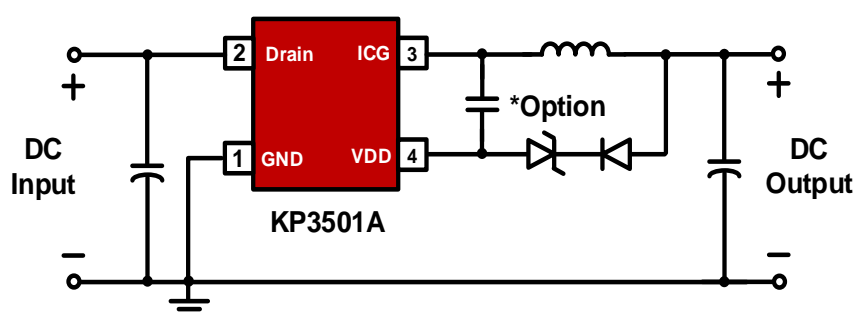 2 Drain ICG 3
+ +
*Option
DC Input
DC Output
1 GND VDD 4
KP3501A
− −